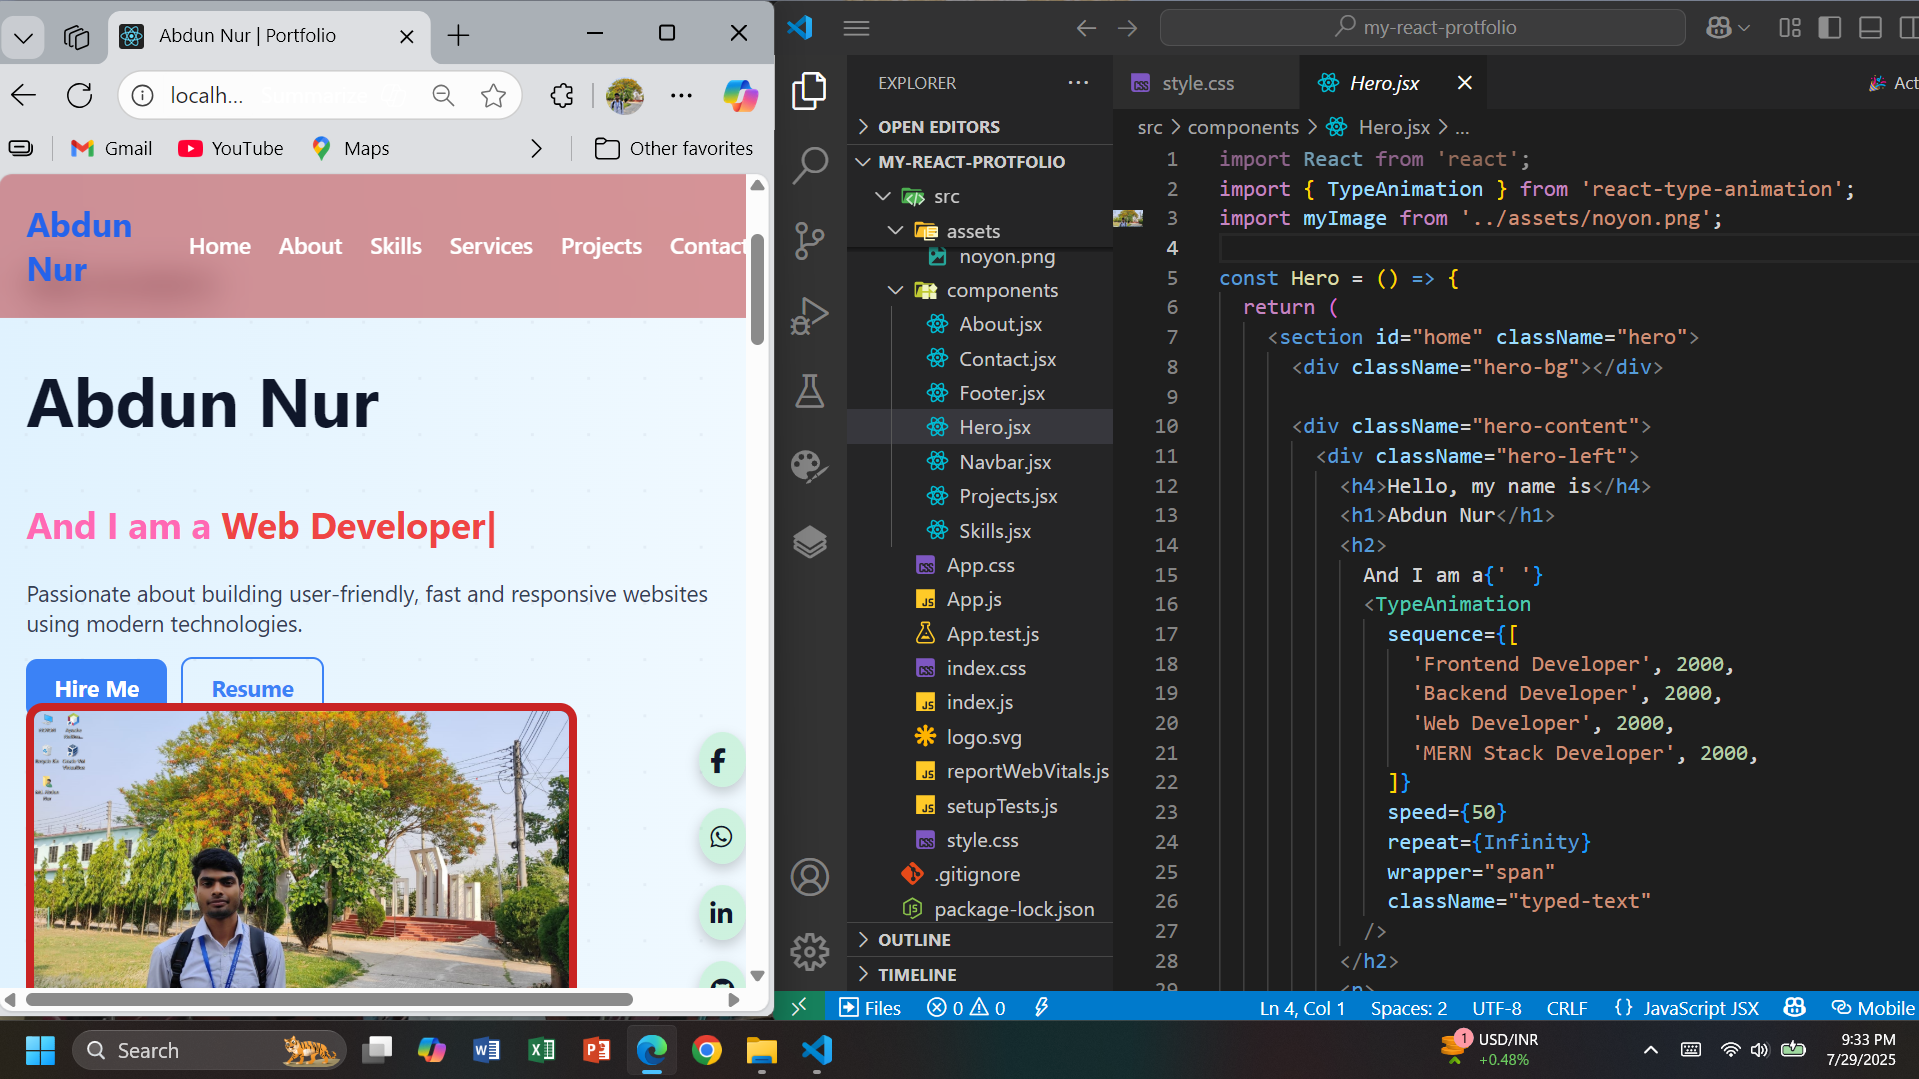 Abdun Nur | Portfolio
localh...
Gmail
YouTube
Maps
Other favorites
Abdun
Nur
Home
About
Skills
Services
Projects
Contact
Abdun Nur
And I am a Web Developer|
Passionate about building user-friendly, fast and responsive websites
using modern technologies.
Hire Me
Resume
my-react-protfolio
EXPLORER
OPEN EDITORS
MY-REACT-PROTFOLIO
src
assets
noyon.png
components
About.jsx
Contact.jsx
Footer.jsx
Hero.jsx
Navbar.jsx
Projects.jsx
Skills.jsx
App.css
App.js
App.test.js
index.css
index.js
logo.svg
reportWebVitals.js
setupTests.js
style.css
.gitignore
package-lock.json
OUTLINE
TIMELINE
style.css
Hero.jsx
Act
src > components > Hero.jsx > ...
1 import React from 'react';
2 import { TypeAnimation } from 'react-type-animation';
3 import myImage from '../assets/noyon.png';
4
5 const Hero = () => {
6 return (
7 <section id="home" className="hero">
8 <div className="hero-bg"></div>
9
10 <div className="hero-content">
11 <div className="hero-left">
12 <h4>Hello, my name is</h4>
13 <h1>Abdun Nur</h1>
14 <h2>
15 And I am a{' '}
16 <TypeAnimation
17 sequence={[
18 'Frontend Developer', 2000,
19 'Backend Developer', 2000,
20 'Web Developer', 2000,
21 'MERN Stack Developer', 2000,
22 ]}
23 speed={50}
24 repeat={Infinity}
25 wrapper="span"
26 className="typed-text"
27 />
28 </h2>
29 <p>
Files
0
0
Ln 4, Col 1
Spaces: 2
UTF-8
CRLF
{ } JavaScript JSX
Mobile
Search
1
USD/INR
+0.48%
9:33 PM
7/29/2025